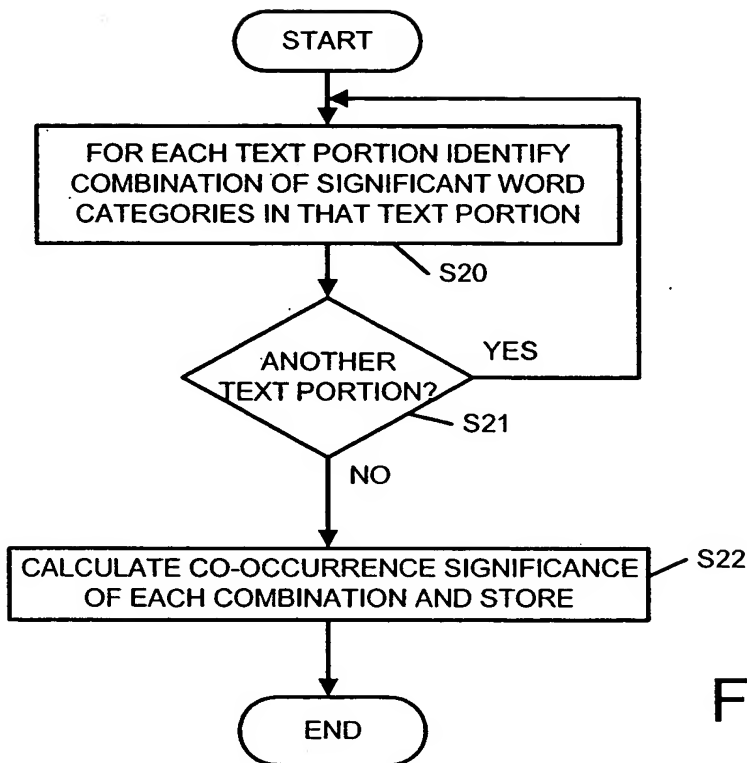 START
FOR EACH TEXT PORTION IDENTIFY
COMBINATION OF SIGNIFICANT WORD
CATEGORIES IN THAT TEXT PORTION
S20
ANOTHER
TEXT PORTION?
YES
S21
NO
CALCULATE CO-OCCURRENCE SIGNIFICANCE
OF EACH COMBINATION AND STORE
S22
END
F